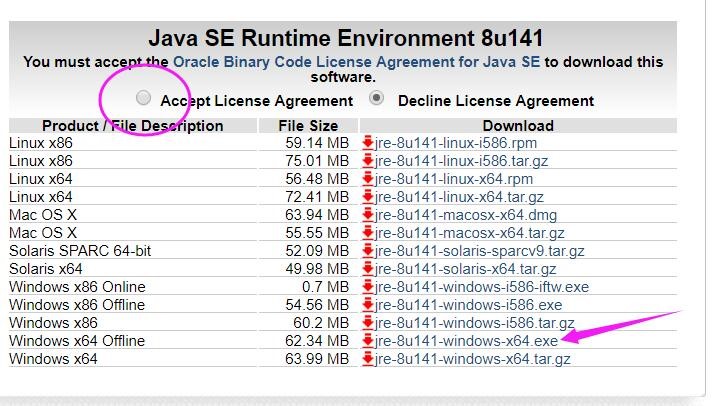 Java SE Runtime Environment 8u141
You must accept the Oracle Binary Code License Agreement for Java SE to download this
software.
Accept License Agreement Decline License Agreement
Product / File Description File Size Download
Linux x86 59.14 MB jre-8u141-linux-i586.rpm
Linux x86 75.01 MB jre-8u141-linux-i586.tar.gz
Linux x64 56.48 MB jre-8u141-linux-x64.rpm
Linux x64 72.41 MB jre-8u141-linux-x64.tar.gz
Mac OS X 63.94 MB jre-8u141-macosx-x64.dmg
Mac OS X 55.55 MB jre-8u141-macosx-x64.tar.gz
Solaris SPARC 64-bit 52.09 MB jre-8u141-solaris-sparcv9.tar.gz
Solaris x64 49.98 MB jre-8u141-solaris-x64.tar.gz
Windows x86 Online 0.7 MB jre-8u141-windows-i586-iftw.exe
Windows x86 Offline 54.56 MB jre-8u141-windows-i586.exe
Windows x86 60.2 MB jre-8u141-windows-i586.tar.gz
Windows x64 Offline 62.34 MB jre-8u141-windows-x64.exe
Windows x64 63.99 MB jre-8u141-windows-x64.tar.gz